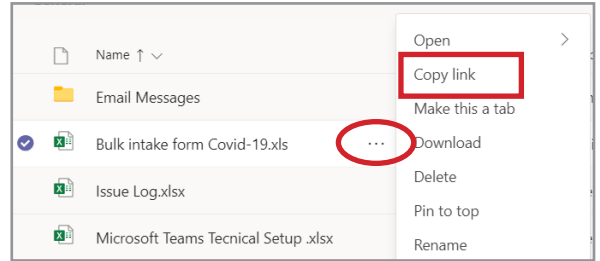 Name ↑
Email Messages
Bulk intake form Covid-19.xls
Issue Log.xlsx
Microsoft Teams Tecnical Setup .xlsx
Open
Copy link
Make this a tab
Download
Delete
Pin to top
Rename